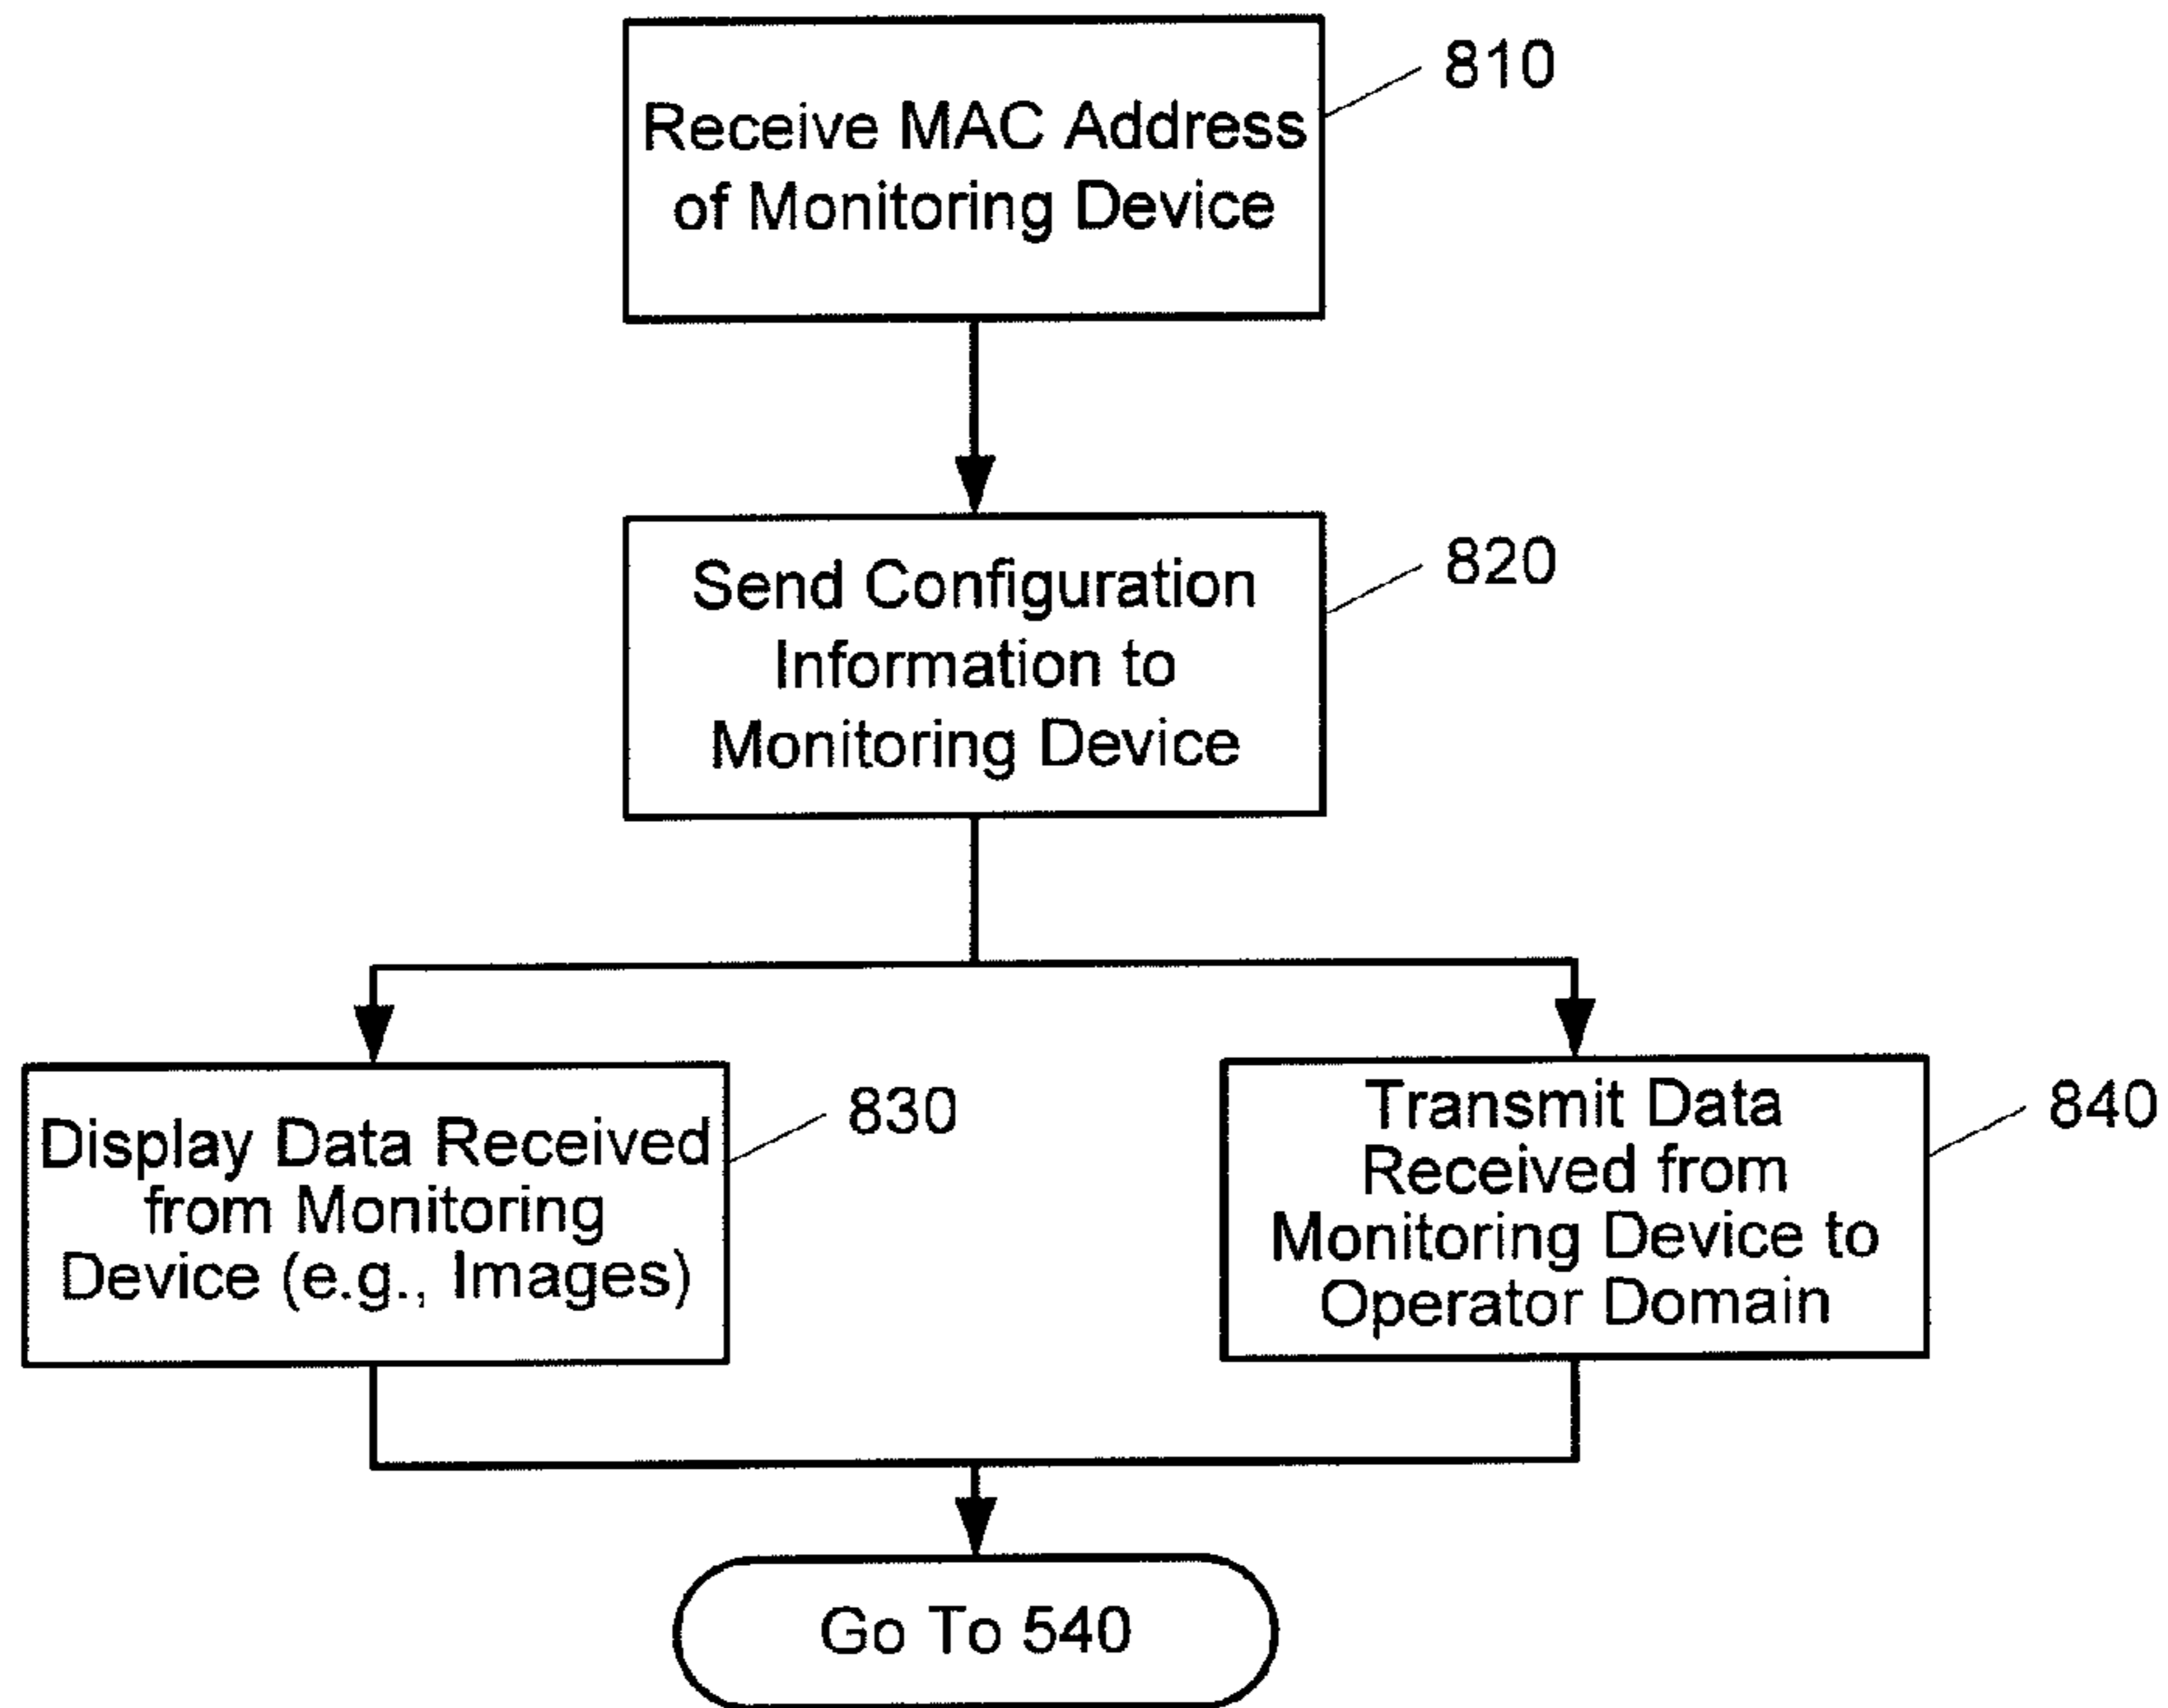 810
Receive MAC Address
of Monitoring Device
820
Send Configuration
Information to
Monitoring Device
830
Display Data Received
from Monitoring
Device (e.g., Images)
840
Transmit Data
Received from
Monitoring Device to
Operator Domain
Go To 540